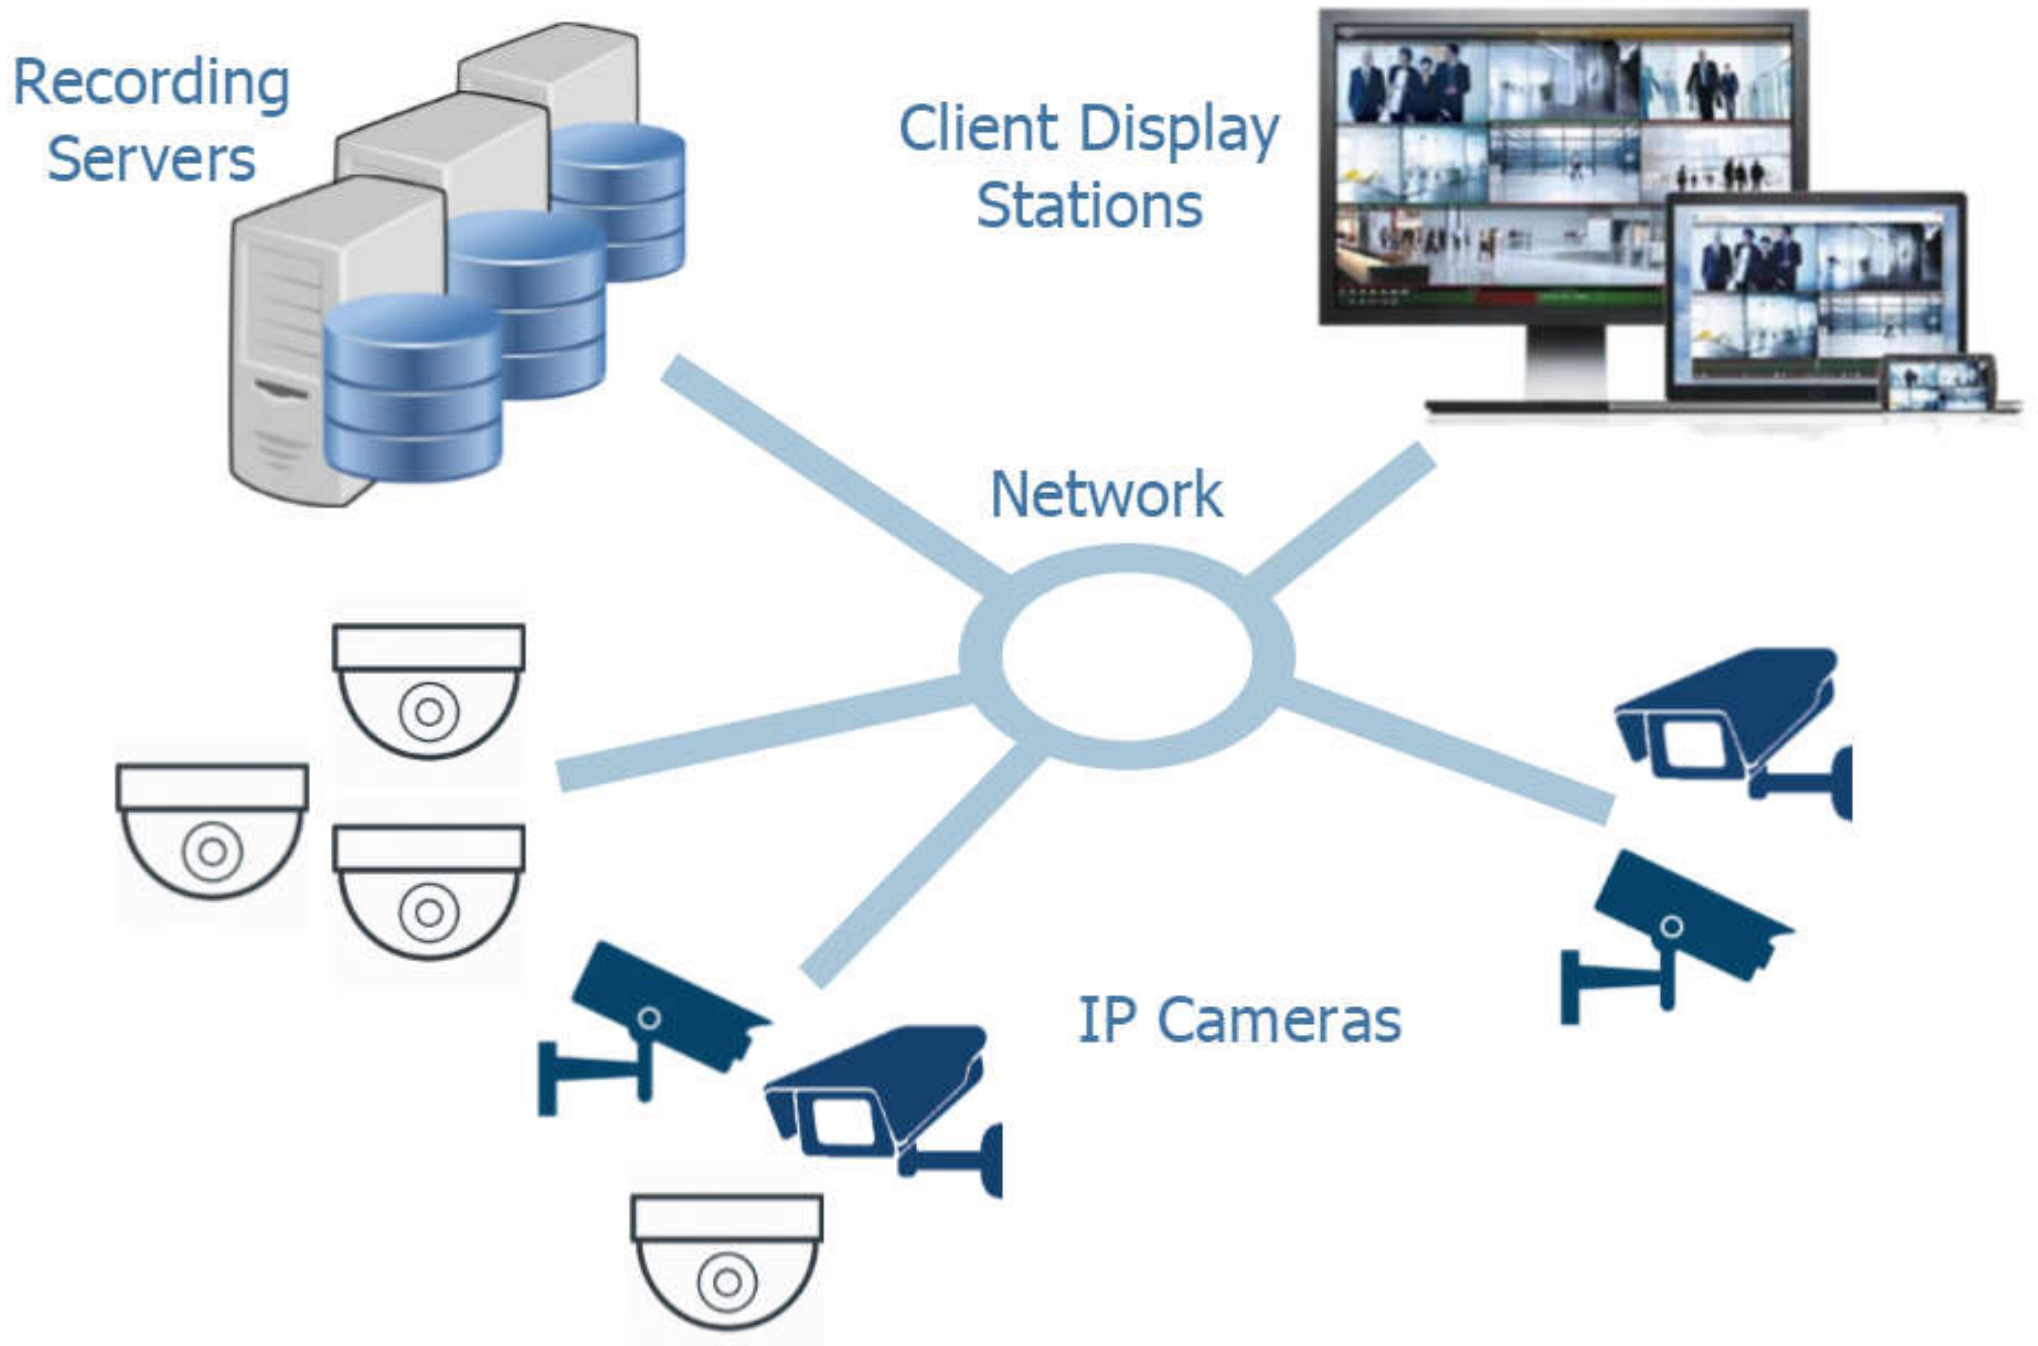 Recording
Servers
Client Display
Stations
Network
IP Cameras